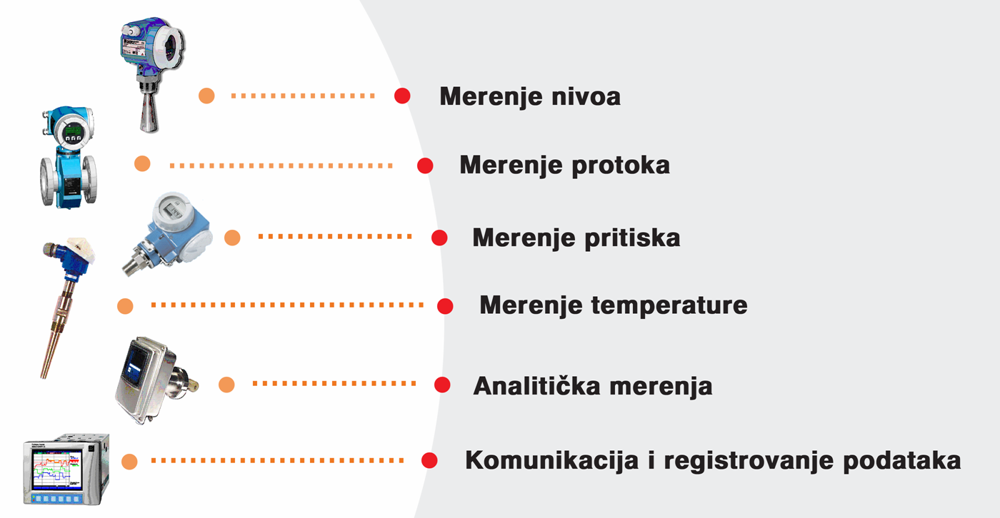 Merenje nivoa
Merenje protoka
Merenje pritiska
Merenje temperature
Analitička merenja
Komunikacija i registrovanje podataka